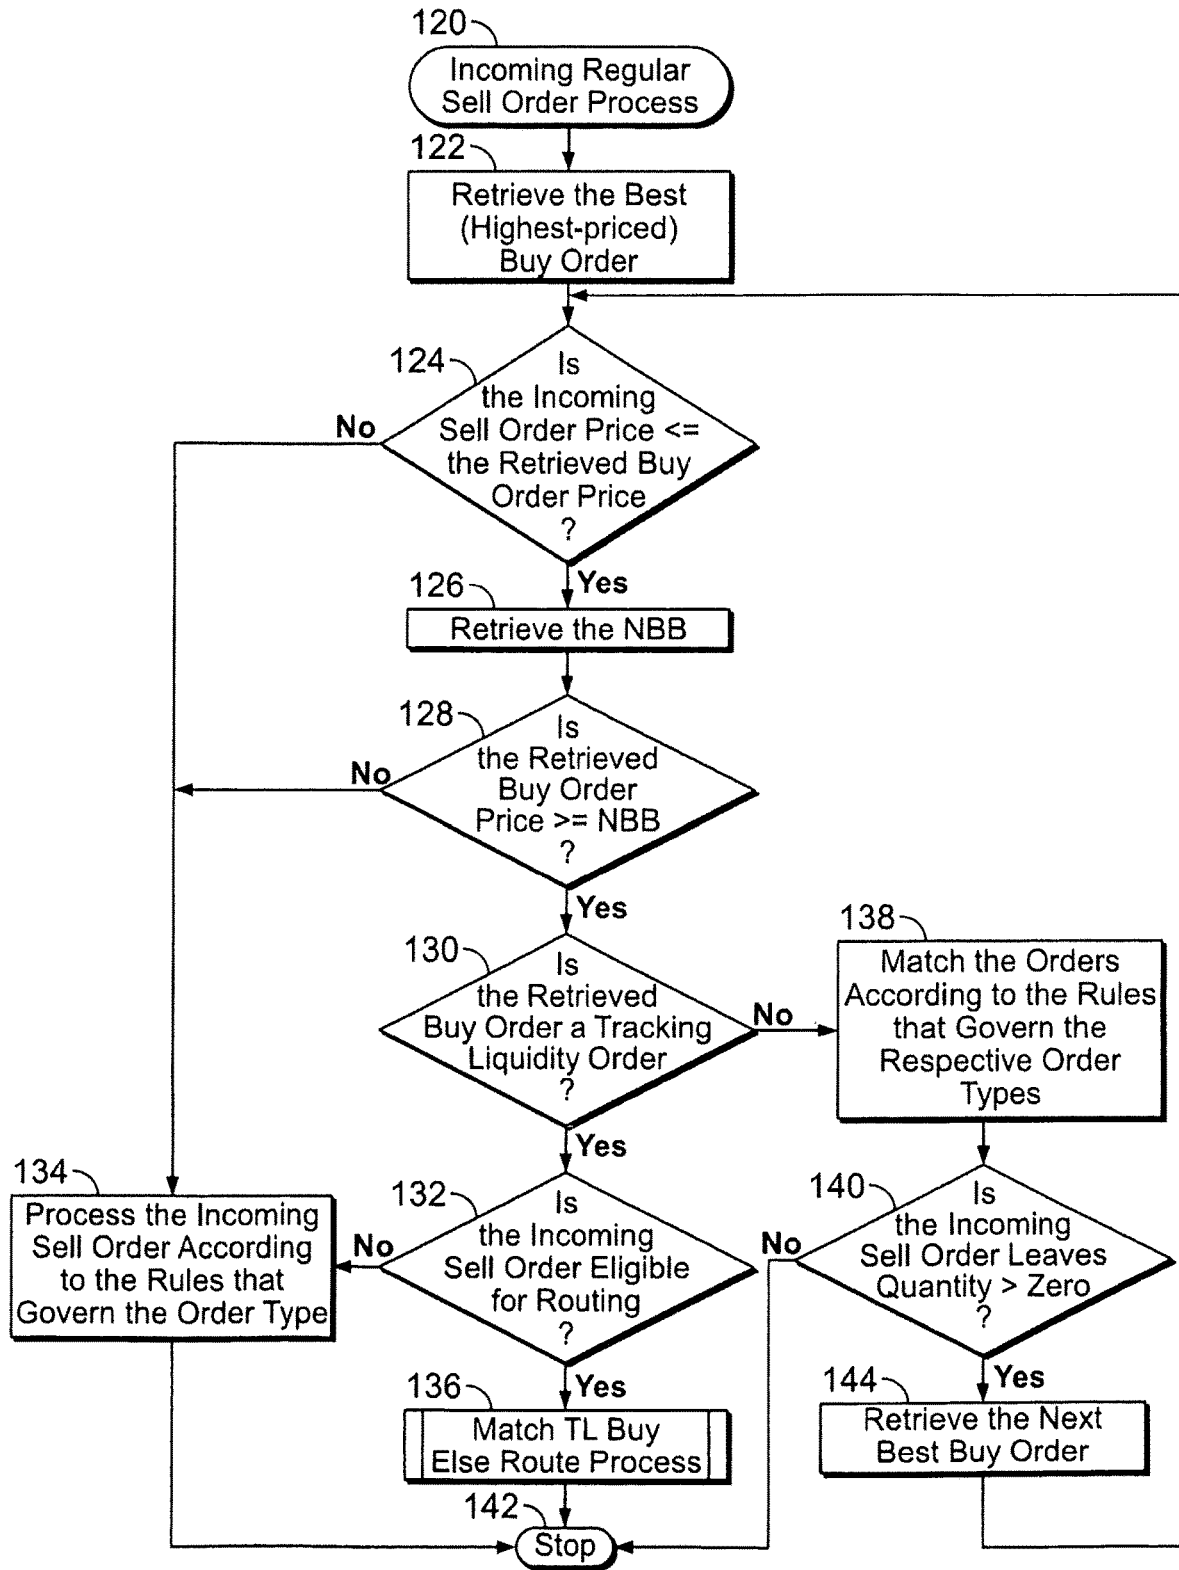 120
Incoming Regular
Sell Order Process
122
Retrieve the Best
(Highest-priced)
Buy Order
124
Is
the Incoming
Sell Order Price <=
the Retrieved Buy
Order Price
?
No
Yes
126
Retrieve the NBB
128
Is
the Retrieved
Buy Order
Price >= NBB
?
No
Yes
130
Is
the Retrieved
Buy Order a Tracking
Liquidity Order
?
No
Yes
138
Match the Orders
According to the Rules
that Govern the
Respective Order
Types
134
Process the Incoming
Sell Order According
to the Rules that
Govern the Order Type
132
Is
the Incoming
Sell Order Eligible
for Routing
?
No
Yes
140
Is
the Incoming
Sell Order Leaves
Quantity > Zero
?
No
Yes
136
Match TL Buy
Else Route Process
144
Retrieve the Next
Best Buy Order
142
Stop